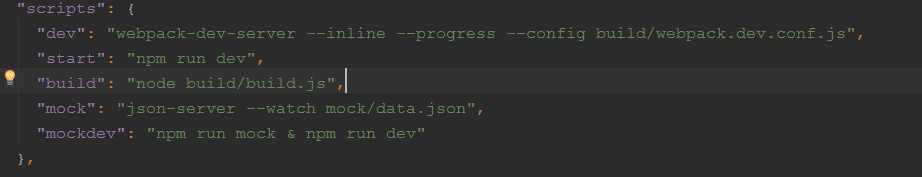 "scripts": {
"dev": "webpack-dev-server --inline --progress --config build/webpack.dev.conf.js",
"start": "npm run dev",
"build": "node build/build.js",
"mock": "json-server --watch mock/data.json",
"mockdev": "npm run mock & npm run dev"
},